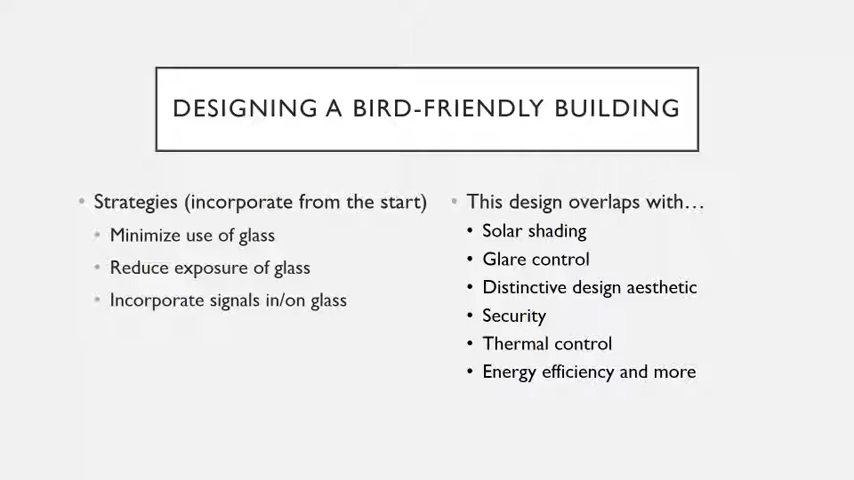 DESIGNING A BIRD-FRIENDLY BUILDING
• Strategies (incorporate from the start)
• Minimize use of glass
• Reduce exposure of glass
• Incorporate signals in/on glass
• This design overlaps with…
• Solar shading
• Glare control
• Distinctive design aesthetic
• Security
• Thermal control
• Energy efficiency and more